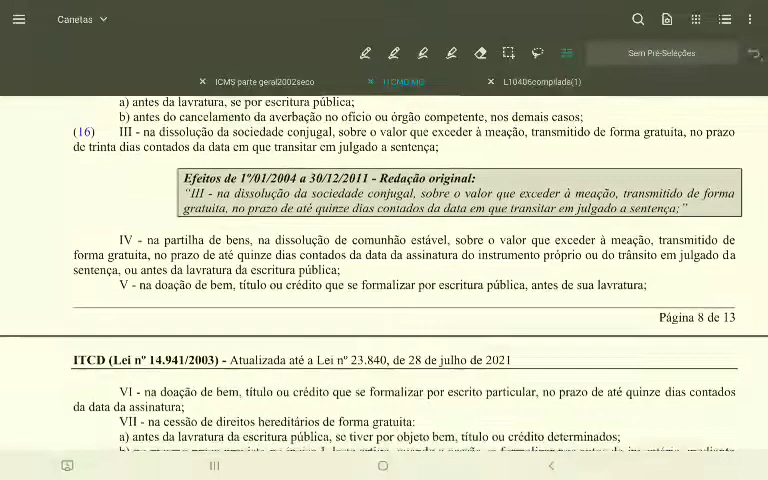 Canetas
Sem Pré-Seleções
× ICMS parte geral2002seco × ITCMD MG × L10406compilada(1)
a) antes da lavratura, se por escritura pública;
b) antes do cancelamento da averbação no ofício ou órgão competente, nos demais casos;
(16) III - na dissolução da sociedade conjugal, sobre o valor que exceder à meação, transmitido de forma gratuita, no prazo
de trinta dias contados da data em que transitar em julgado a sentença;
Efeitos de 1º/01/2004 a 30/12/2011 - Redação original:
“III - na dissolução da sociedade conjugal, sobre o valor que exceder à meação, transmitido de forma
gratuita, no prazo de até quinze dias contados da data em que transitar em julgado a sentença;”
IV - na partilha de bens, na dissolução de comunhão estável, sobre o valor que exceder à meação, transmitido de
forma gratuita, no prazo de até quinze dias contados da data da assinatura do instrumento próprio ou do trânsito em julgado da
sentença, ou antes da lavratura da escritura pública;
V - na doação de bem, título ou crédito que se formalizar por escritura pública, antes de sua lavratura;
Página 8 de 13
ITCD (Lei nº 14.941/2003) - Atualizada até a Lei nº 23.840, de 28 de julho de 2021
VI - na doação de bem, título ou crédito que se formalizar por escrito particular, no prazo de até quinze dias contados
da data da assinatura;
VII - na cessão de direitos hereditários de forma gratuita:
a) antes da lavratura da escritura pública, se tiver por objeto bem, título ou crédito determinados;